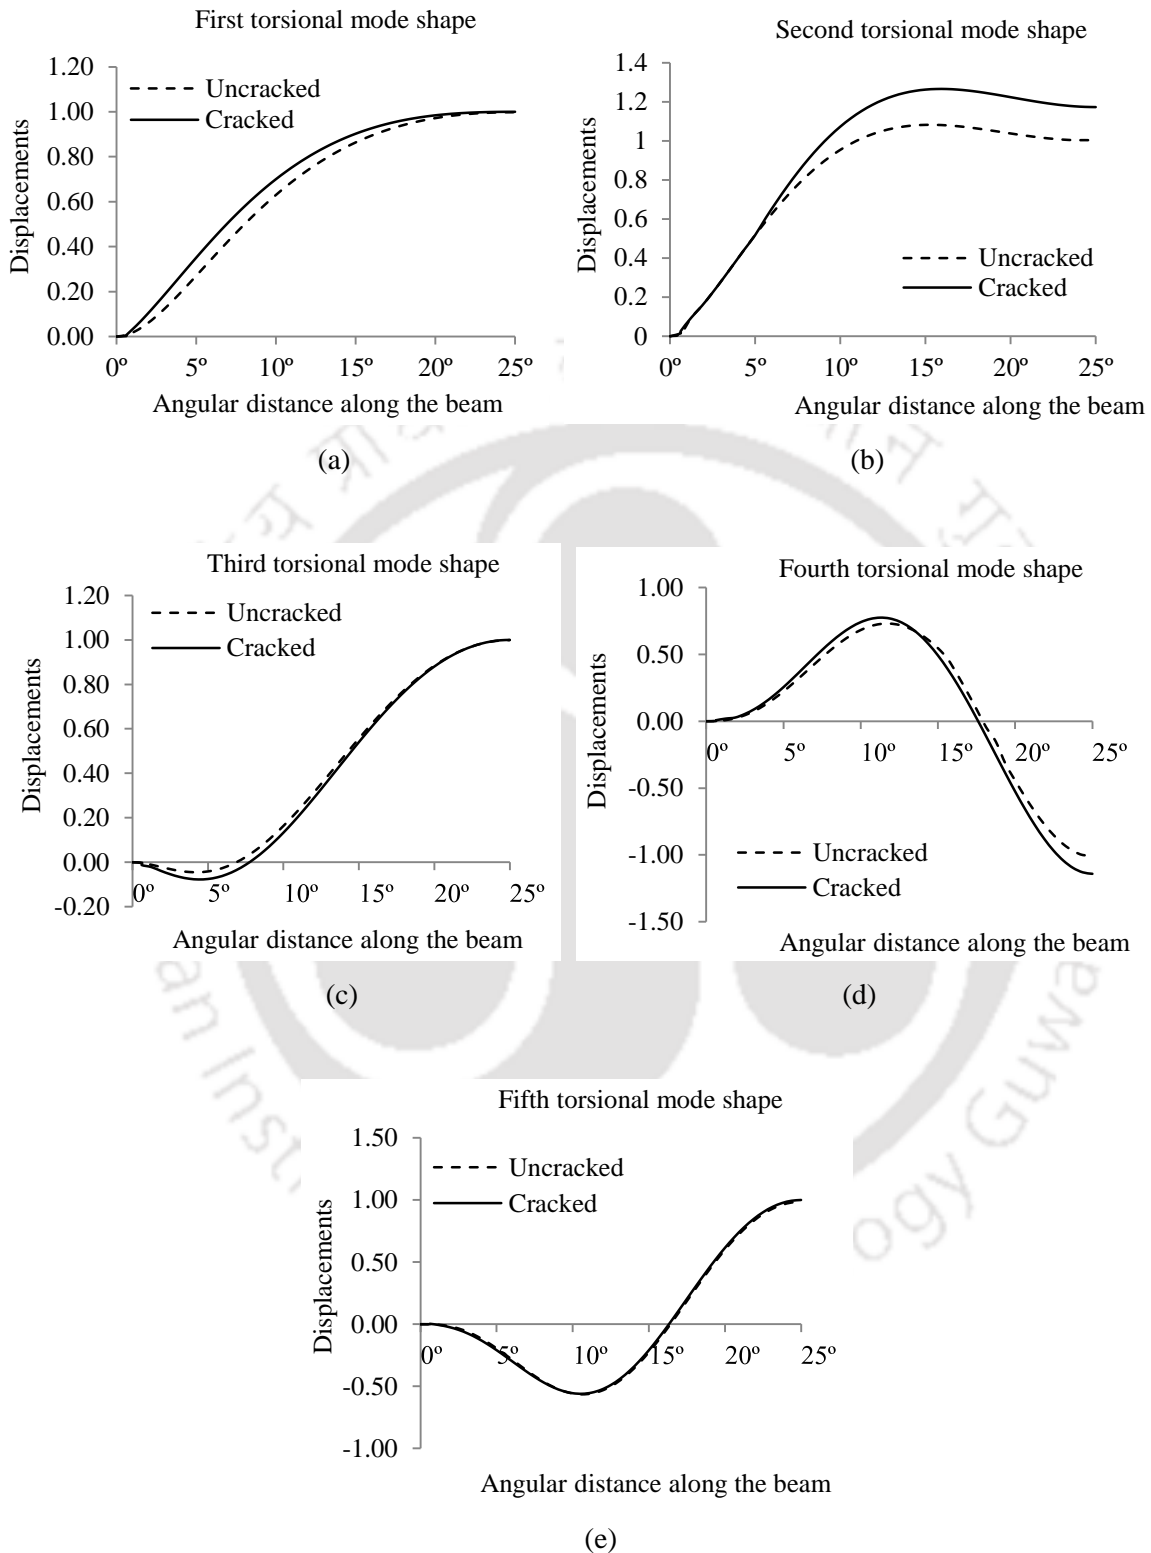 First torsional mode shape
1.20
1.00
0.80
0.60
0.40
0.20
0.00
Displacements
Uncracked
Cracked
0º 5º 10º 15º 20º 25º
Angular distance along the beam
(a)
Second torsional mode shape
1.4
1.2
1
0.8
0.6
0.4
0.2
0
Displacements
Uncracked
Cracked
0º 5º 10º 15º 20º 25º
Angular distance along the beam
(b)
Third torsional mode shape
1.20
1.00
0.80
0.60
0.40
0.20
0.00
-0.20
Displacements
Uncracked
Cracked
0º 5º 10º 15º 20º 25º
Angular distance along the beam
(c)
Fourth torsional mode shape
1.00
0.50
0.00
-0.50
-1.00
-1.50
Displacements
Uncracked
Cracked
0º 5º 10º 15º 20º 25º
Angular distance along the beam
(d)
Fifth torsional mode shape
1.50
1.00
0.50
0.00
-0.50
-1.00
Displacements
Uncracked
Cracked
0º 5º 10º 15º 20º 25º
Angular distance along the beam
(e)